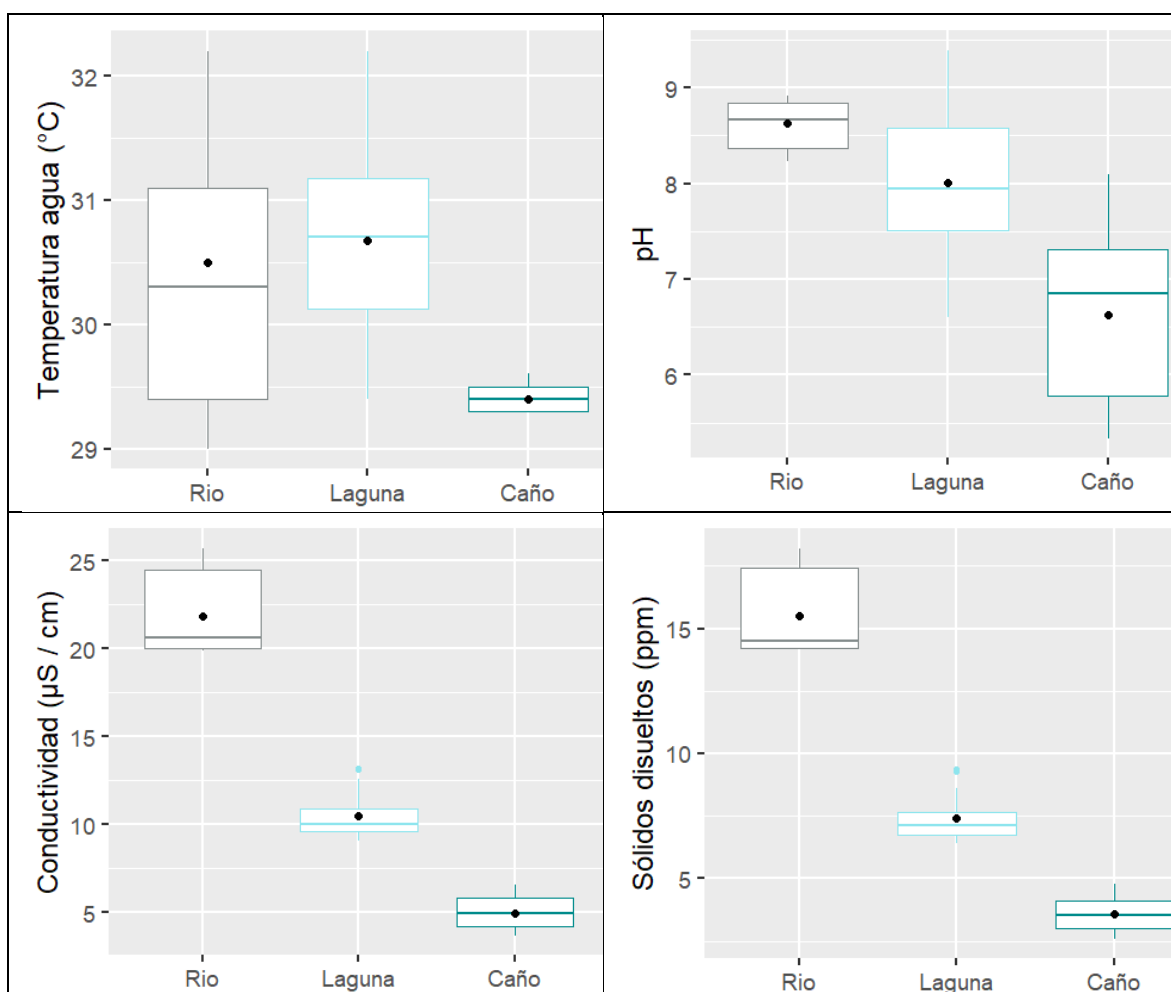 Temperatura agua (°C)
32
31
30
29
Rio Laguna Caño
pH
9
8
7
6
Rio Laguna Caño
Conductividad (µS / cm)
25
20
15
10
5
Rio Laguna Caño
Sólidos disueltos (ppm)
15
10
5
Rio Laguna Caño